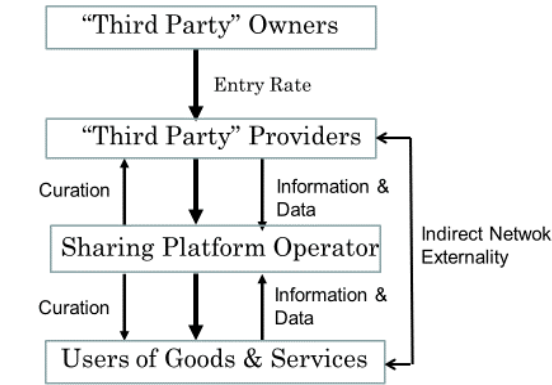 “Third Party” Owners
Entry Rate
“Third Party” Providers
Curation
Information &
Data
Indirect Netwok
Externality
Sharing Platform Operator
Curation
Information &
Data
Users of Goods & Services